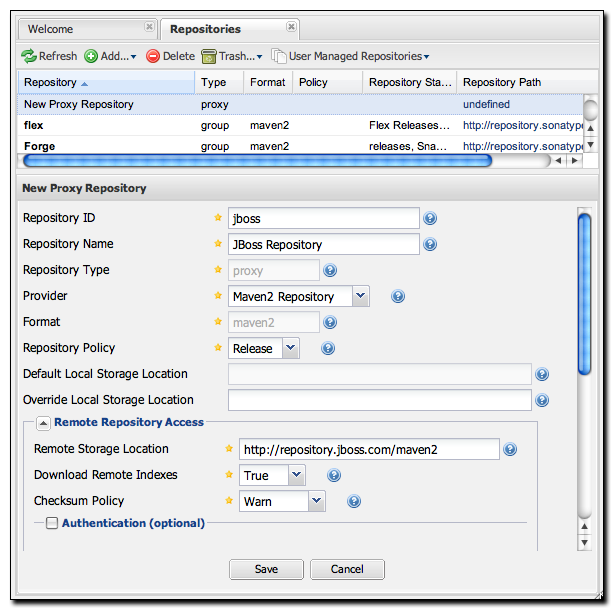 Welcome Repositories
Refresh Add... Delete Trash... User Managed Repositories
Repository Type Format Policy Repository Sta... Repository Path
New Proxy Repository proxy undefined
flex group maven2 Flex Releases... http://repository.sonatype
Forge group maven2 releases, Sna... http://repository.sonatype
New Proxy Repository
Repository ID jboss
Repository Name JBoss Repository
Repository Type proxy
Provider Maven2 Repository
Format maven2
Repository Policy Release
Default Local Storage Location
Override Local Storage Location
Remote Repository Access
Remote Storage Location http://repository.jboss.com/maven2
Download Remote Indexes True
Checksum Policy Warn
Authentication (optional)
Save Cancel